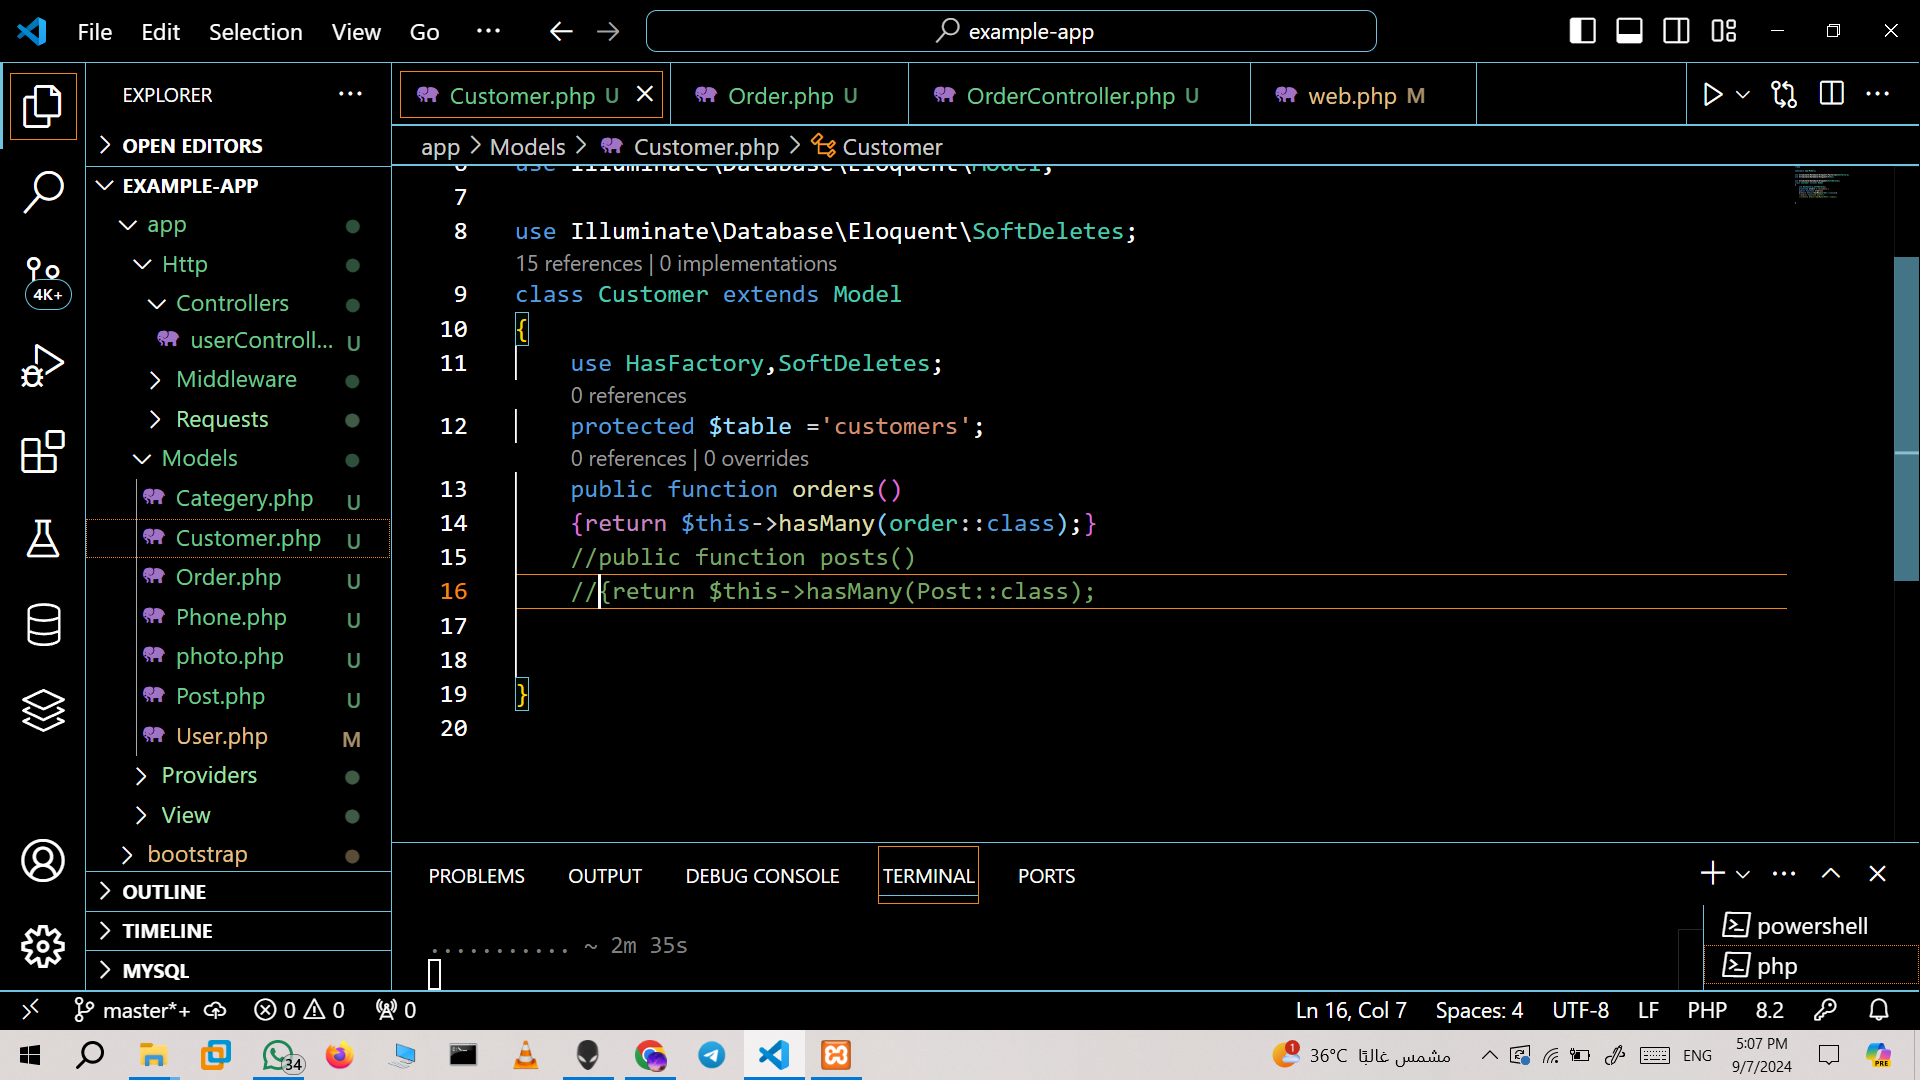 File Edit Selection View Go ···
example-app
EXPLORER ···
OPEN EDITORS
EXAMPLE-APP
app
Http
Controllers
userControll... U
Middleware
Requests
Models
Categery.php U
Customer.php U
Order.php U
Phone.php U
photo.php U
Post.php U
User.php M
Providers
View
bootstrap
OUTLINE
TIMELINE
MYSQL
4K+
Customer.php U
Order.php U
OrderController.php U
web.php M
app > Models > Customer.php > Customer
6 use Illuminate\Database\Eloquent\Model;
7
8 use Illuminate\Database\Eloquent\SoftDeletes;
15 references | 0 implementations
9 class Customer extends Model
10 {
11 use HasFactory,SoftDeletes;
0 references
12 protected $table ='customers';
0 references | 0 overrides
13 public function orders()
14 {return $this->hasMany(order::class);}
15 //public function posts()
16 //{return $this->hasMany(Post::class);
17
18
19 }
20
PROBLEMS OUTPUT DEBUG CONSOLE TERMINAL PORTS
........... ~ 2m 35s
powershell
php
master*+ 0 0 0
Ln 16, Col 7 Spaces: 4 UTF-8 LF PHP 8.2
34
1
36°C مشمس غالبًا
ENG
5:07 PM
9/7/2024
PRE